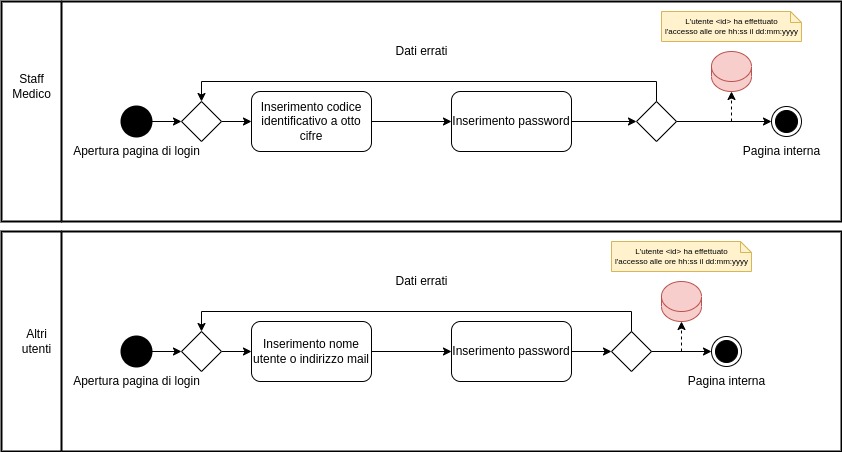 L'utente <id> ha effettuato
l'accesso alle ore hh:ss il dd:mm:yyyy
Dati errati
Staff
Medico
Inserimento codice
identificativo a otto
cifre
Inserimento password
Apertura pagina di login
Pagina interna
L'utente <id> ha effettuato
l'accesso alle ore hh:ss il dd:mm:yyyy
Dati errati
Altri
utenti
Inserimento nome
utente o indirizzo mail
Inserimento password
Apertura pagina di login
Pagina interna